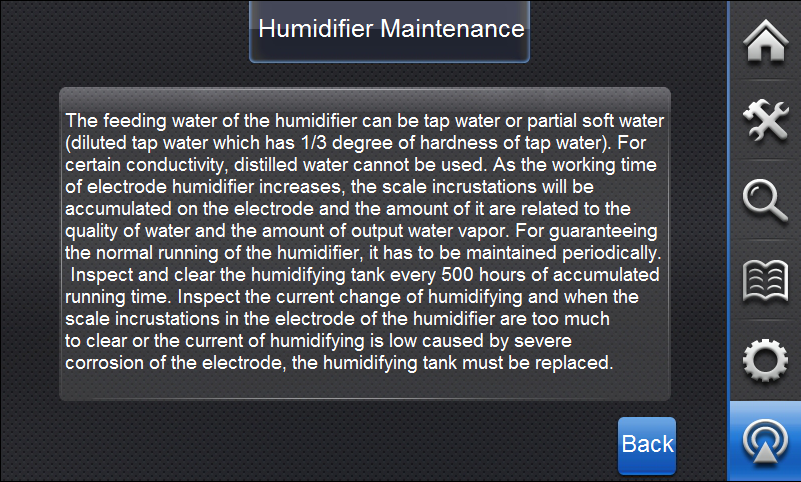 Humidifier Maintenance
The feeding water of the humidifier can be tap water or partial soft water
(diluted tap water which has 1/3 degree of hardness of tap water). For
certain conductivity, distilled water cannot be used. As the working time
of electrode humidifier increases, the scale incrustations will be
accumulated on the electrode and the amount of it are related to the
quality of water and the amount of output water vapor. For guaranteeing
the normal running of the humidifier, it has to be maintained periodically.
Inspect and clear the humidifying tank every 500 hours of accumulated
running time. Inspect the current change of humidifying and when the
scale incrustations in the electrode of the humidifier are too much
to clear or the current of humidifying is low caused by severe
corrosion of the electrode, the humidifying tank must be replaced.
Back